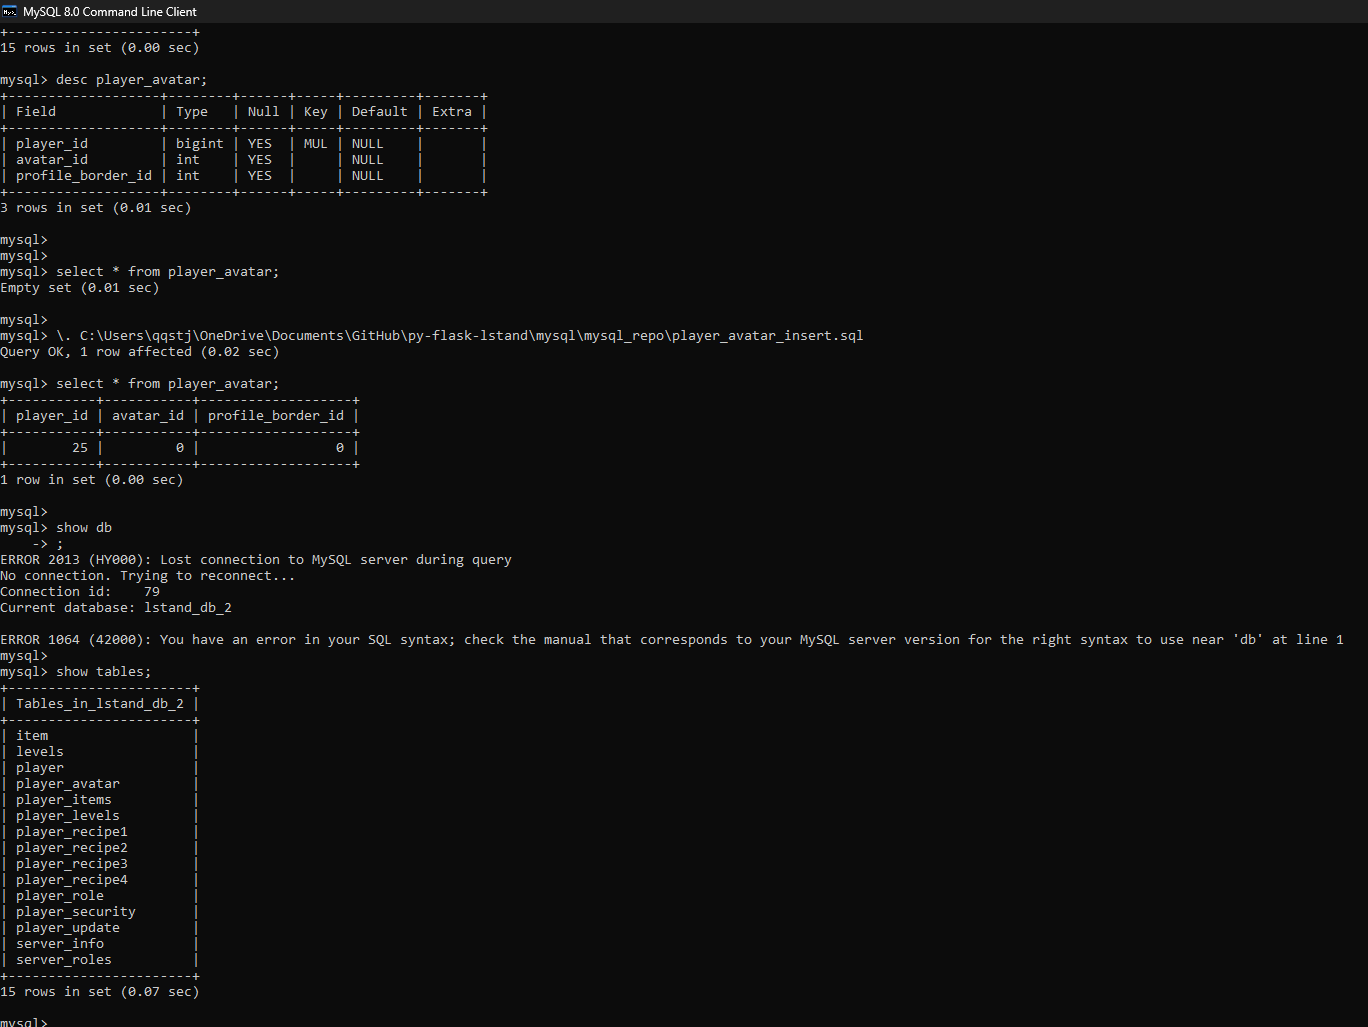 MySQL 8.0 Command Line Client
+-----------------------+
15 rows in set (0.00 sec)
mysql> desc player_avatar;
+-------------------+--------+------+-----+---------+-------+
| Field             | Type   | Null | Key | Default | Extra |
+-------------------+--------+------+-----+---------+-------+
| player_id         | bigint | YES  | MUL | NULL    |       |
| avatar_id         | int    | YES  |     | NULL    |       |
| profile_border_id | int    | YES  |     | NULL    |       |
+-------------------+--------+------+-----+---------+-------+
3 rows in set (0.01 sec)
mysql>
mysql>
mysql> select * from player_avatar;
Empty set (0.01 sec)
mysql>
mysql> \. C:\Users\qqstj\OneDrive\Documents\GitHub\py-flask-lstand\mysql\mysql_repo\player_avatar_insert.sql
Query OK, 1 row affected (0.02 sec)
mysql> select * from player_avatar;
+-----------+-----------+-------------------+
| player_id | avatar_id | profile_border_id |
+-----------+-----------+-------------------+
|        25 |         0 |                 0 |
+-----------+-----------+-------------------+
1 row in set (0.00 sec)
mysql>
mysql> show db
    -> ;
ERROR 2013 (HY000): Lost connection to MySQL server during query
No connection. Trying to reconnect...
Connection id:    79
Current database: lstand_db_2
ERROR 1064 (42000): You have an error in your SQL syntax; check the manual that corresponds to your MySQL server version for the right syntax to use near 'db' at line 1
mysql>
mysql> show tables;
+-----------------------+
| Tables_in_lstand_db_2 |
+-----------------------+
| item                  |
| levels                |
| player                |
| player_avatar         |
| player_items          |
| player_levels         |
| player_recipe1        |
| player_recipe2        |
| player_recipe3        |
| player_recipe4        |
| player_role           |
| player_security       |
| player_update         |
| server_info           |
| server_roles          |
+-----------------------+
15 rows in set (0.07 sec)
mysql>